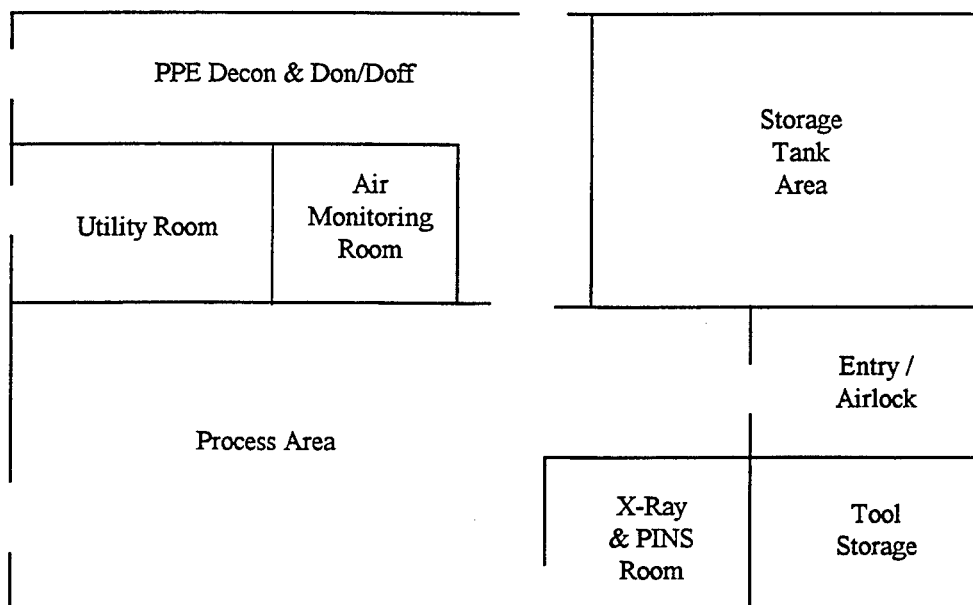 PPE Decon & Don/Doff
Storage
Tank
Area
Utility Room
Air
Monitoring
Room
Entry /
Airlock
Process Area
X-Ray
& PINS
Room
Tool
Storage